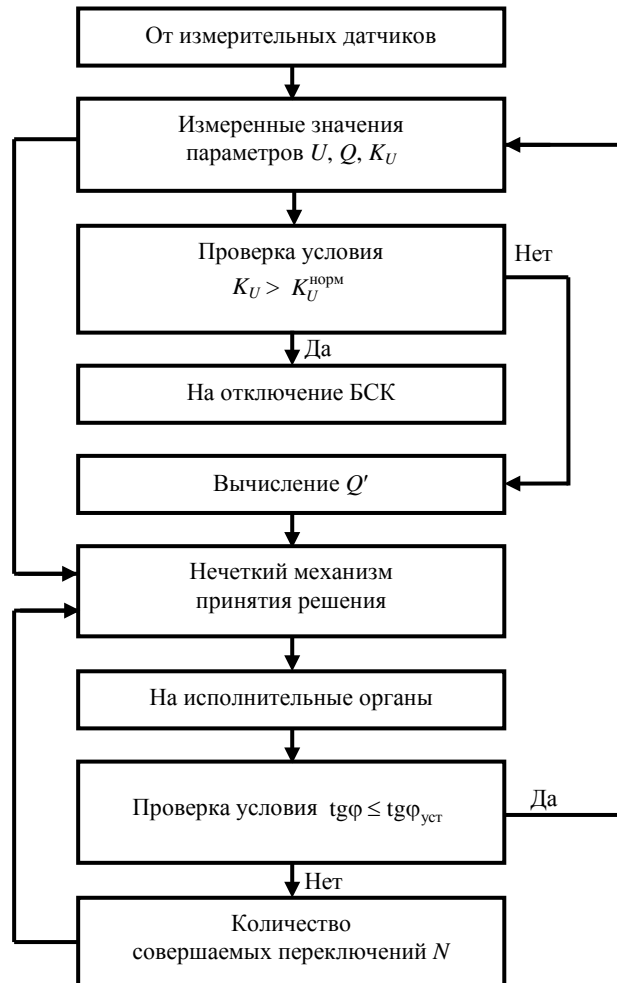 От измерительных датчиков
Измеренные значения
параметров U, Q, K_U
Проверка условия
K_U > K_U^норм
Нет
Да
На отключение БСК
Вычисление Q'
Нечеткий механизм
принятия решения
На исполнительные органы
Проверка условия tgφ ≤ tgφ_уст
Да
Нет
Количество
совершаемых переключений N